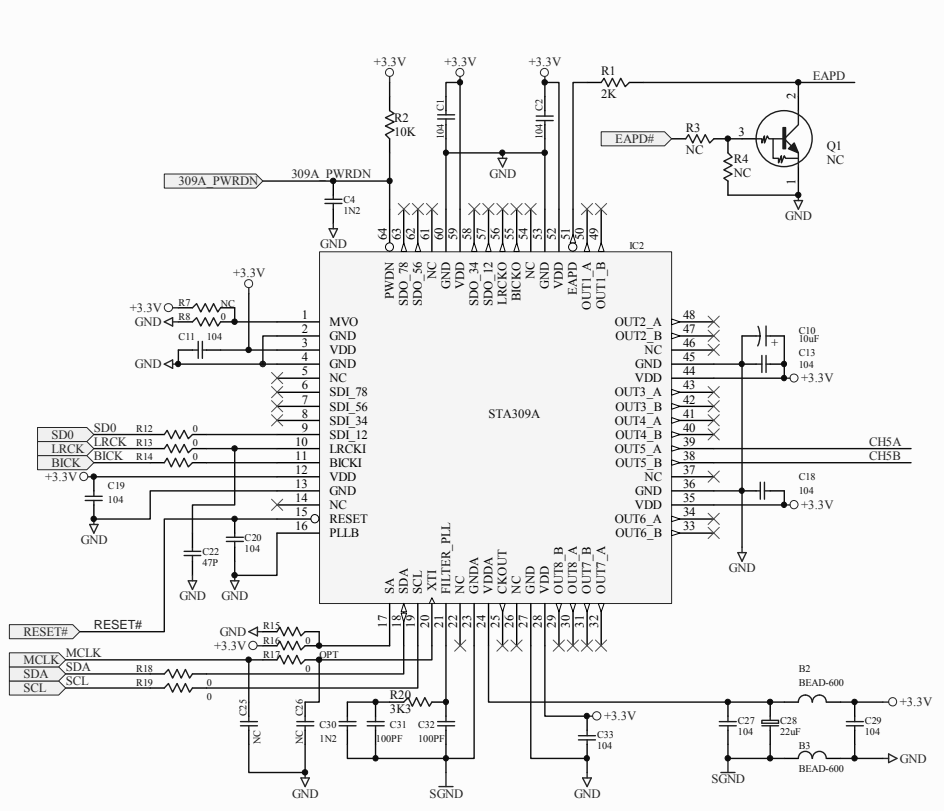 +3.3V +3.3V +3.3V
R1
2K
EAPD
2
R2
10K
C1
104
C2
104
EAPD#
R3
NC
3
R4
NC
Q1
NC
1
GND
GND
309A_PWRDN 309A_PWRDN
C4
1N2
GND
64 63 62 61 60 59 58 57 56 55 54 53 52 51 50 49
IC2
PWDN SDO_78 SDO_56 NC GND VDD SDO_34 SDO_12 LRCKO BICKO NC GND VDD EAPD OUT1_A OUT1_B
+3.3V
+3.3V R7 NC
GND R8 0
C11 104
GND
1 MVO
2 GND
3 VDD
4 GND
5 NC
6 SDI_78
7 SDI_56
8 SDI_34
9 SDI_12
10 LRCKI
11 BICKI
12 VDD
13 GND
14 NC
15 RESET
16 PLLB
STA309A
OUT2_A 48
OUT2_B 47
NC 46
GND 45
VDD 44
OUT3_A 43
OUT3_B 42
OUT4_A 41
OUT4_B 40
OUT5_A 39
OUT5_B 38
NC 37
GND 36
VDD 35
OUT6_A 34
OUT6_B 33
C10
10uF
+
C13
104
+3.3V
CH5A
CH5B
C18
104
+3.3V
GND
SD0 SD0 R12 0
LRCK LRCK R13 0
BICK BICK R14 0
+3.3V
C19
104
GND
C22
47P
GND
C20
104
GND
SA SDA SCL XTI FILTER_PLL NC GNDA VDDA CKOUT NC GND VDD OUT8_B OUT8_A OUT7_B OUT7_A
17 18 19 20 21 22 23 24 25 26 27 28 29 30 31 32
RESET# RESET#
GND R15
+3.3V R16 0
MCLK MCLK R17 OPT
SDA SDA R18 0
SCL SCL R19 0
0
C25
NC
C26
NC
GND
C30
1N2
C31
100PF
R20
3K3
C32
100PF
SGND
+3.3V
C33
104
GND
B2
BEAD-600
+3.3V
C27
104
C28
22uF
C29
104
B3
BEAD-600
SGND
GND